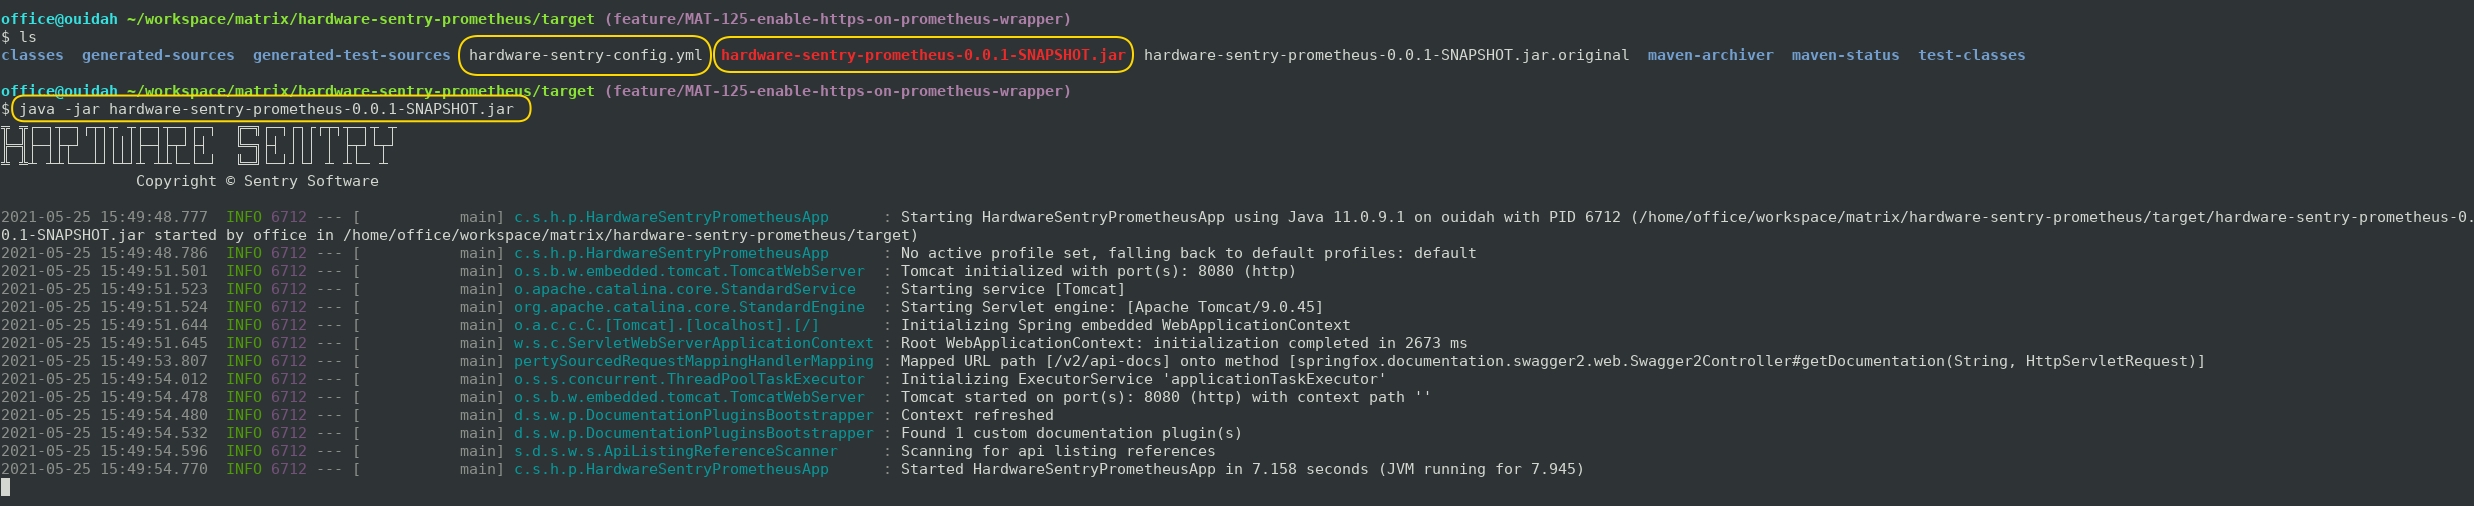 office@ouidah ~/workspace/matrix/hardware-sentry-prometheus/target (feature/MAT-125-enable-https-on-prometheus-wrapper)
$ ls
classes  generated-sources  generated-test-sources  hardware-sentry-config.yml  hardware-sentry-prometheus-0.0.1-SNAPSHOT.jar  hardware-sentry-prometheus-0.0.1-SNAPSHOT.jar.original  maven-archiver  maven-status  test-classes
office@ouidah ~/workspace/matrix/hardware-sentry-prometheus/target (feature/MAT-125-enable-https-on-prometheus-wrapper)
$ java -jar hardware-sentry-prometheus-0.0.1-SNAPSHOT.jar
HARDWARE SENTRY
Copyright © Sentry Software
2021-05-25 15:49:48.777  INFO 6712 --- [           main] c.s.h.p.HardwareSentryPrometheusApp      : Starting HardwareSentryPrometheusApp using Java 11.0.9.1 on ouidah with PID 6712 (/home/office/workspace/matrix/hardware-sentry-prometheus/target/hardware-sentry-prometheus-0.
0.1-SNAPSHOT.jar started by office in /home/office/workspace/matrix/hardware-sentry-prometheus/target)
2021-05-25 15:49:48.786  INFO 6712 --- [           main] c.s.h.p.HardwareSentryPrometheusApp      : No active profile set, falling back to default profiles: default
2021-05-25 15:49:51.501  INFO 6712 --- [           main] o.s.b.w.embedded.tomcat.TomcatWebServer  : Tomcat initialized with port(s): 8080 (http)
2021-05-25 15:49:51.523  INFO 6712 --- [           main] o.apache.catalina.core.StandardService   : Starting service [Tomcat]
2021-05-25 15:49:51.524  INFO 6712 --- [           main] org.apache.catalina.core.StandardEngine  : Starting Servlet engine: [Apache Tomcat/9.0.45]
2021-05-25 15:49:51.644  INFO 6712 --- [           main] o.a.c.c.C.[Tomcat].[localhost].[/]       : Initializing Spring embedded WebApplicationContext
2021-05-25 15:49:51.645  INFO 6712 --- [           main] w.s.c.ServletWebServerApplicationContext : Root WebApplicationContext: initialization completed in 2673 ms
2021-05-25 15:49:53.807  INFO 6712 --- [           main] pertySourcedRequestMappingHandlerMapping : Mapped URL path [/v2/api-docs] onto method [springfox.documentation.swagger2.web.Swagger2Controller#getDocumentation(String, HttpServletRequest)]
2021-05-25 15:49:54.012  INFO 6712 --- [           main] o.s.s.concurrent.ThreadPoolTaskExecutor  : Initializing ExecutorService 'applicationTaskExecutor'
2021-05-25 15:49:54.478  INFO 6712 --- [           main] o.s.b.w.embedded.tomcat.TomcatWebServer  : Tomcat started on port(s): 8080 (http) with context path ''
2021-05-25 15:49:54.480  INFO 6712 --- [           main] d.s.w.p.DocumentationPluginsBootstrapper : Context refreshed
2021-05-25 15:49:54.532  INFO 6712 --- [           main] d.s.w.p.DocumentationPluginsBootstrapper : Found 1 custom documentation plugin(s)
2021-05-25 15:49:54.596  INFO 6712 --- [           main] s.d.s.w.s.ApiListingReferenceScanner     : Scanning for api listing references
2021-05-25 15:49:54.770  INFO 6712 --- [           main] c.s.h.p.HardwareSentryPrometheusApp      : Started HardwareSentryPrometheusApp in 7.158 seconds (JVM running for 7.945)